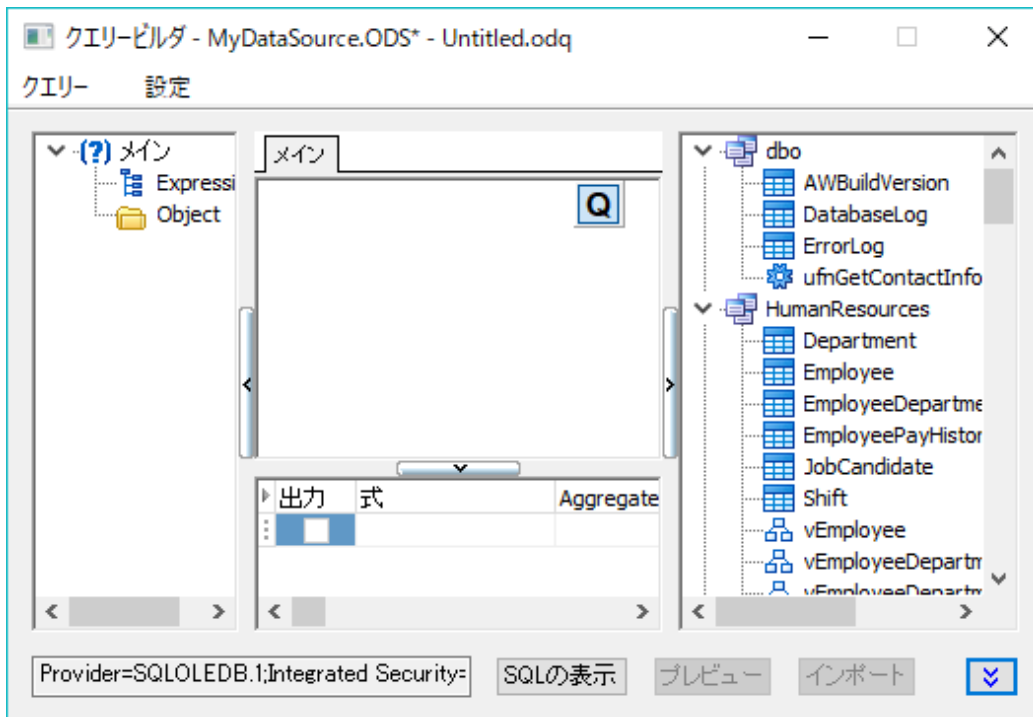 クエリービルダ - MyDataSource.ODS* - Untitled.odq
クエリー 設定
(?) メイン
Expressi
Object
メイン
Q
出力 式 Aggregate
dbo
AWBuildVersion
DatabaseLog
ErrorLog
ufnGetContactInfo
HumanResources
Department
Employee
EmployeeDepartme
EmployeePayHistor
JobCandidate
Shift
vEmployee
vEmployeeDepartm
vEmployeeDepartm
Provider=SQLOLEDB.1;Integrated Security= SQLの表示 プレビュー インポート